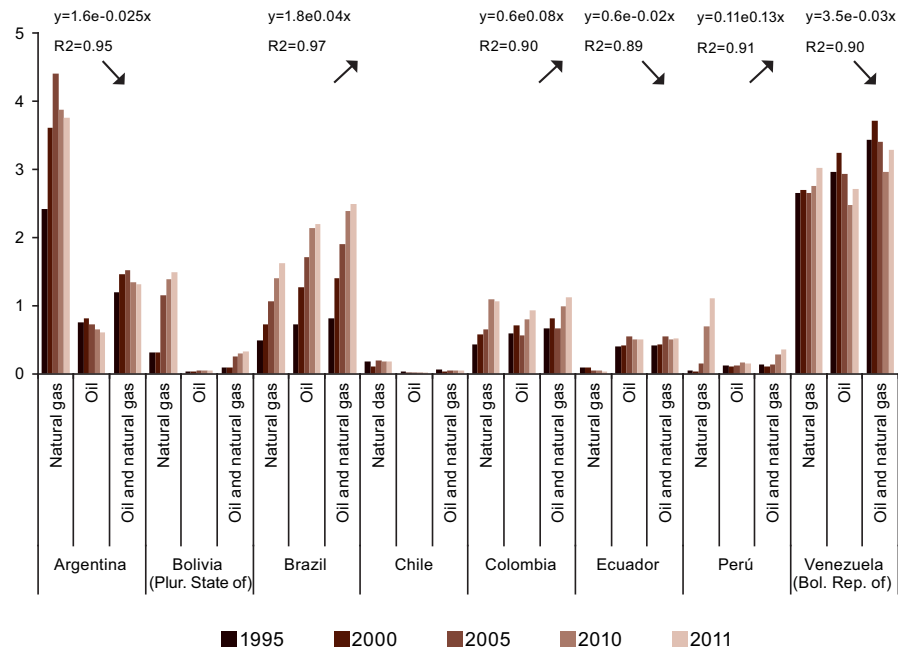 y=1.6e-0.025x y=1.8e0.04x y=0.6e0.08x y=0.6e-0.02x y=0.11e0.13x y=3.5e-0.03x
R2=0.95 R2=0.97 R2=0.90 R2=0.89 R2=0.91 R2=0.90
5
4
3
2
1
0
Natural gas
Oil
Oil and natural gas
Natural gas
Oil
Oil and natural gas
Natural gas
Oil
Oil and natural gas
Natural das
Oil
Oil and natural gas
Natural gas
Oil
Oil and natural gas
Natural gas
Oil
Oil and natural gas
Natural gas
Oil
Oil and natural gas
Natural gas
Oil
Oil and natural gas
Argentina Bolivia Brazil Chile Colombia Ecuador Perú Venezuela
(Plur. State of) (Bol. Rep. of)
1995 2000 2005 2010 2011